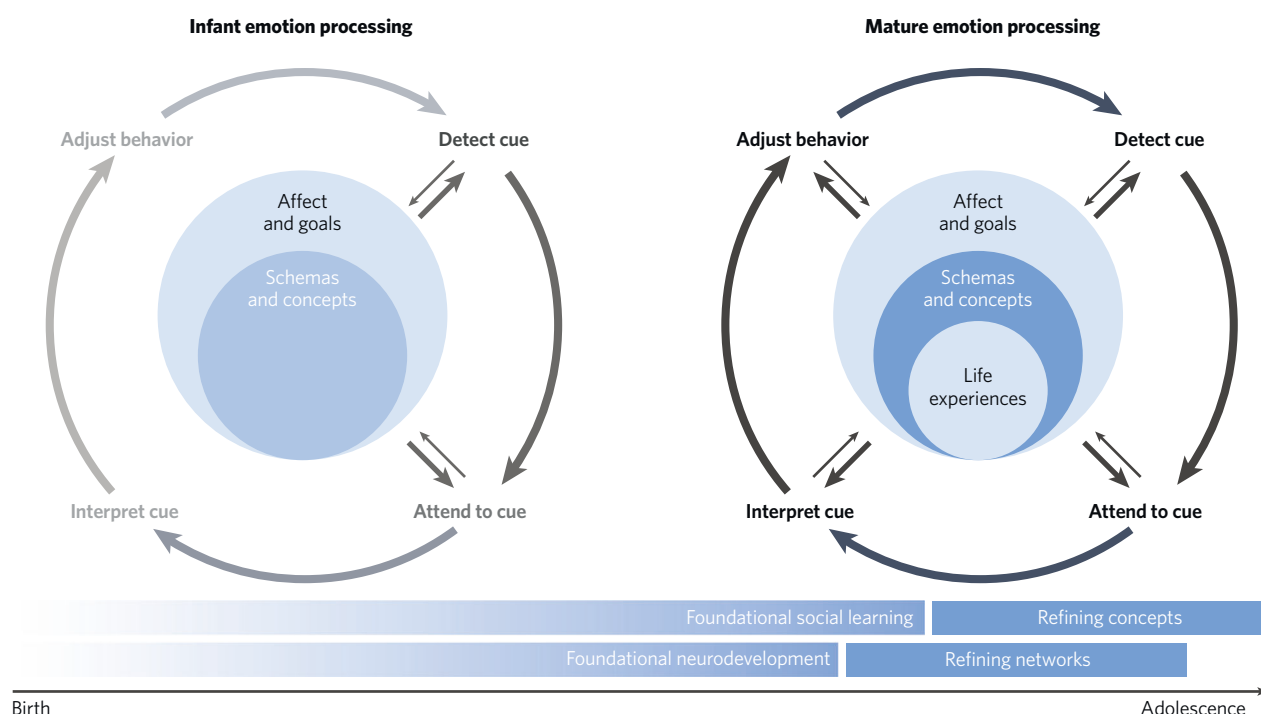 Infant emotion processing
Adjust behavior
Detect cue
Affect
and goals
Schemas
and concepts
Interpret cue
Attend to cue
Mature emotion processing
Adjust behavior
Detect cue
Affect
and goals
Schemas
and concepts
Life
experiences
Interpret cue
Attend to cue
Foundational social learning
Refining concepts
Foundational neurodevelopment
Refining networks
Birth
Adolescence